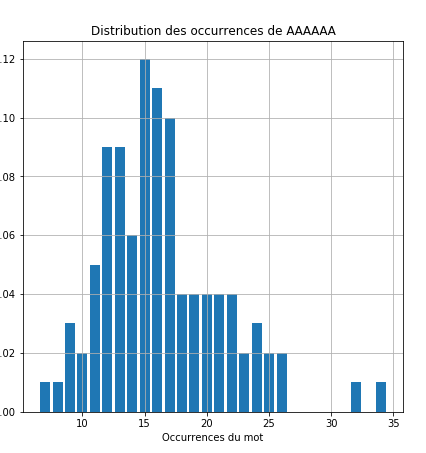 Distribution des occurrences de AAAAAA
.12
.10
.08
.06
.04
.02
.00
10 15 20 25 30 35
Occurrences du mot